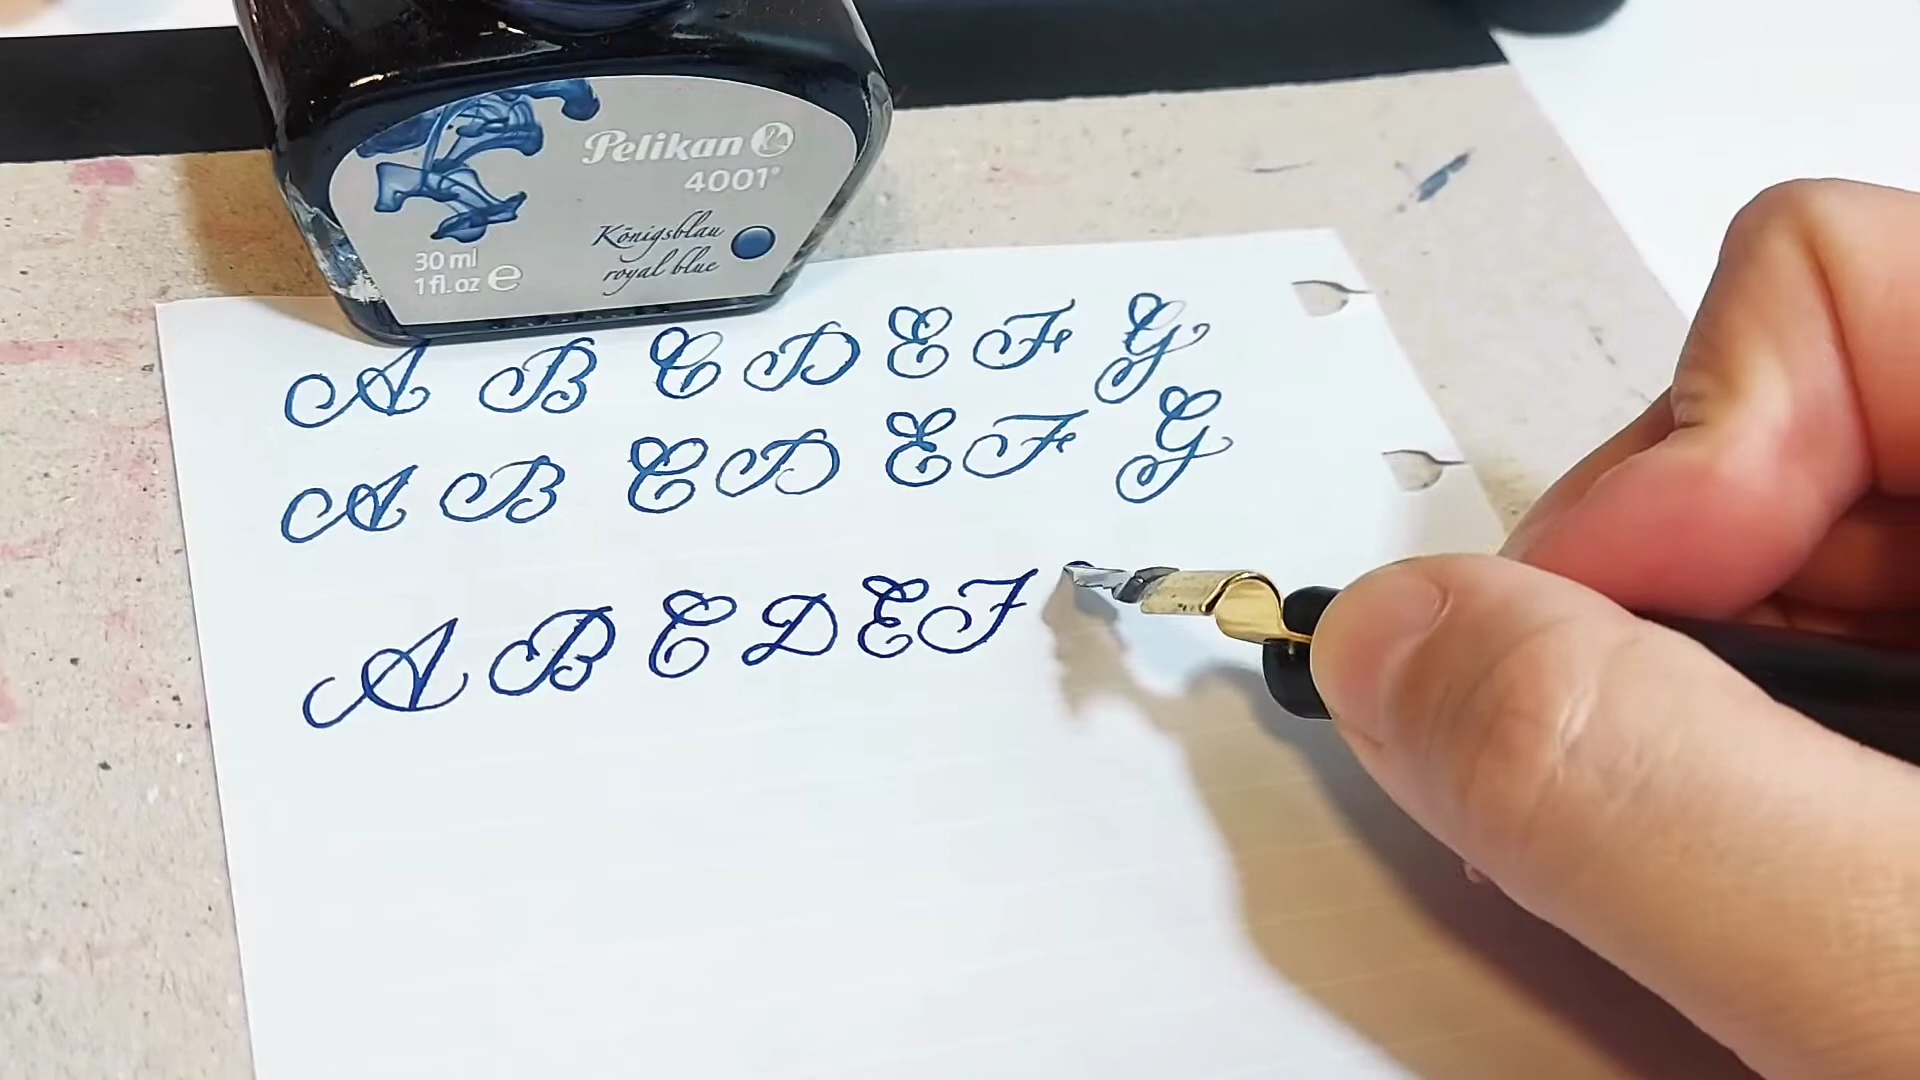 Pelikan
4001®
Königsblau
royal blue
30 ml
1 fl. oz e
A B C D E F G
A B C D E F G
A B C D E F